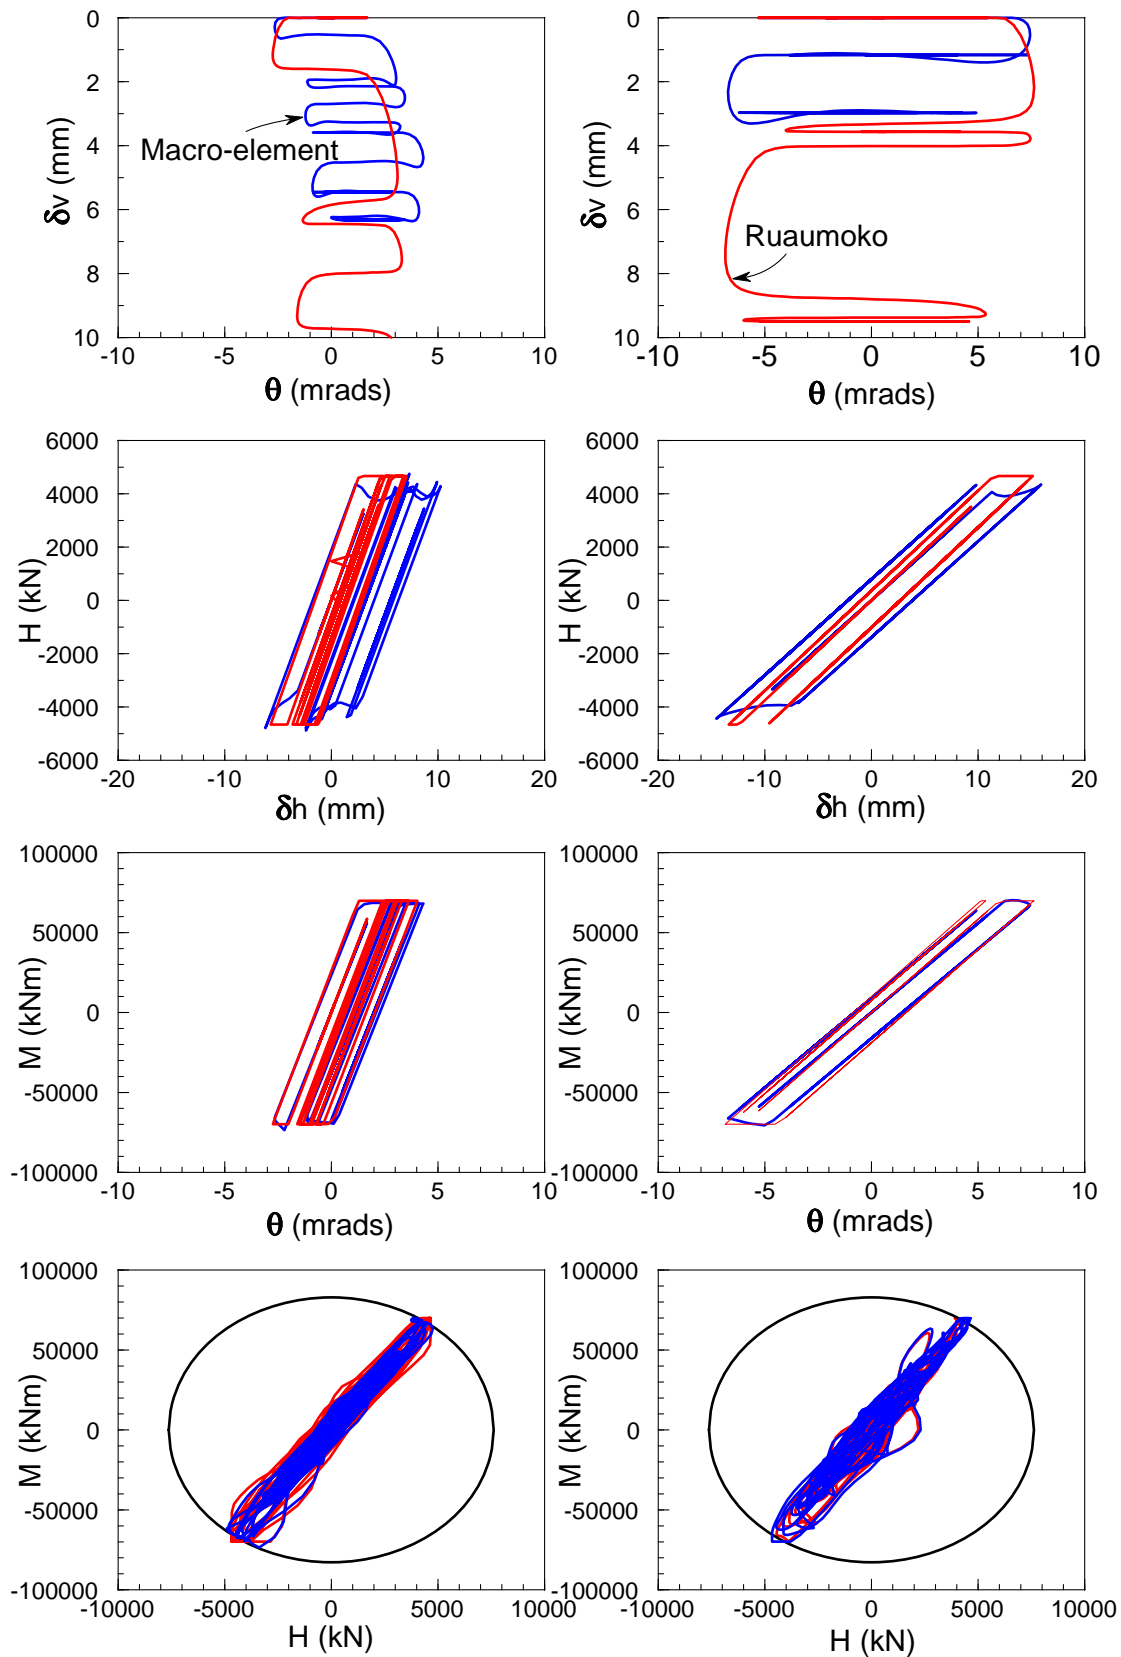 0
2
4
6
8
10
δv (mm)
Macro-element
-10 -5 0 5 10
θ (mrads)
0
2
4
6
8
10
δv (mm)
Ruaumoko
-10 -5 0 5 10
θ (mrads)
6000
4000
2000
0
-2000
-4000
-6000
H (kN)
-20 -10 0 10 20
δh (mm)
6000
4000
2000
0
-2000
-4000
-6000
H (kN)
-20 -10 0 10 20
δh (mm)
100000
50000
0
-50000
-100000
M (kNm)
-10 -5 0 5 10
θ (mrads)
100000
50000
0
-50000
-100000
M (kNm)
-10 -5 0 5 10
θ (mrads)
100000
50000
0
-50000
-100000
M (kNm)
-10000 -5000 0 5000 10000
H (kN)
100000
50000
0
-50000
-100000
M (kNm)
-10000 -5000 0 5000 10000
H (kN)